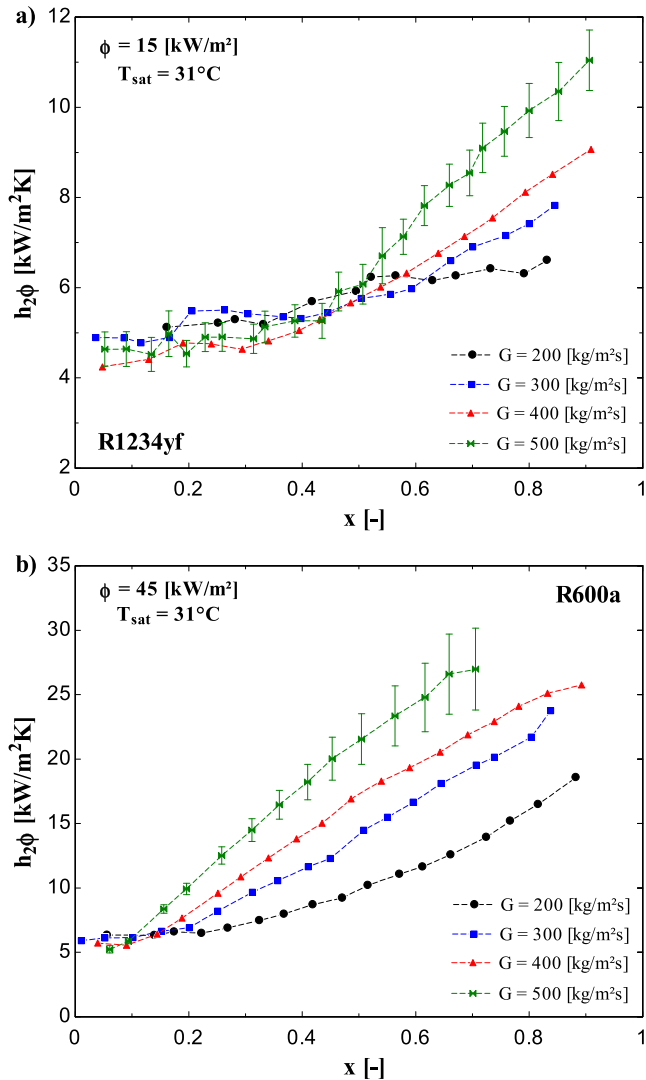 a)
12
ϕ = 15 [kW/m²]
T_sat = 31°C
10
8
6
4
2
h₂ϕ [kW/m²K]
G = 200 [kg/m²s]
G = 300 [kg/m²s]
G = 400 [kg/m²s]
G = 500 [kg/m²s]
R1234yf
0 0.2 0.4 0.6 0.8 1
x [-]
b)
35
ϕ = 45 [kW/m²]
T_sat = 31°C
R600a
30
25
20
15
10
5
0
h₂ϕ [kW/m²K]
G = 200 [kg/m²s]
G = 300 [kg/m²s]
G = 400 [kg/m²s]
G = 500 [kg/m²s]
0 0.2 0.4 0.6 0.8 1
x [-]